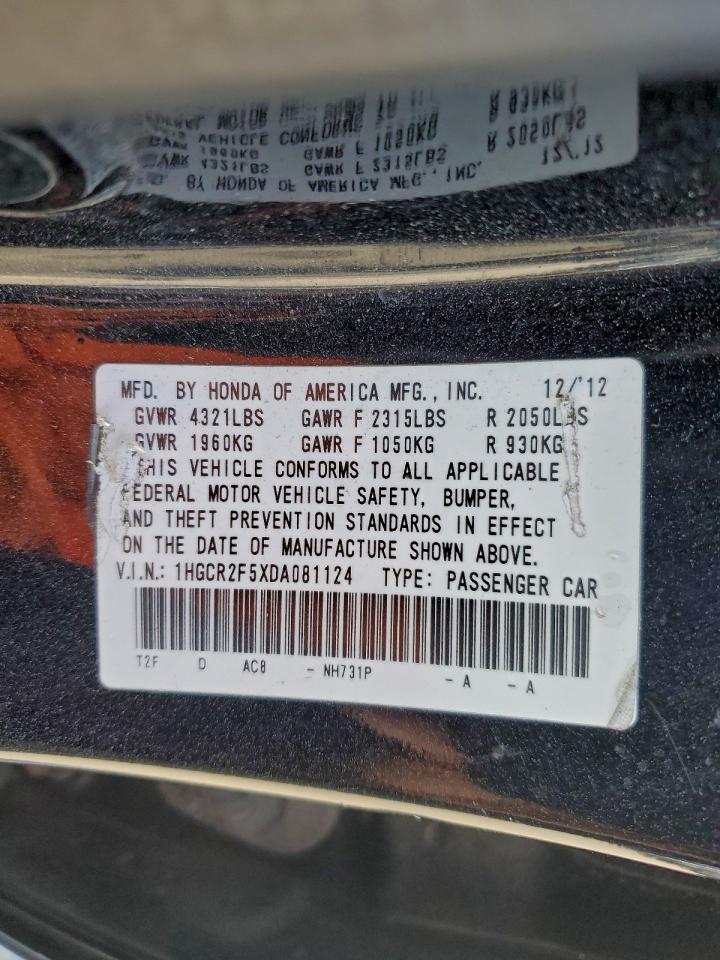 MFD. BY HONDA OF AMERICA MFG., INC. 12/'12
GVWR 4321LBS GAWR F 2315LBS R 2050LBS
GVWR 1960KG GAWR F 1050KG R 930KG
THIS VEHICLE CONFORMS TO ALL APPLICABLE
FEDERAL MOTOR VEHICLE SAFETY, BUMPER,
AND THEFT PREVENTION STANDARDS IN EFFECT
ON THE DATE OF MANUFACTURE SHOWN ABOVE.
V.I.N.: 1HGCR2F5XDA081124 TYPE: PASSENGER CAR
T2F D AC8 - NH731P - A - A